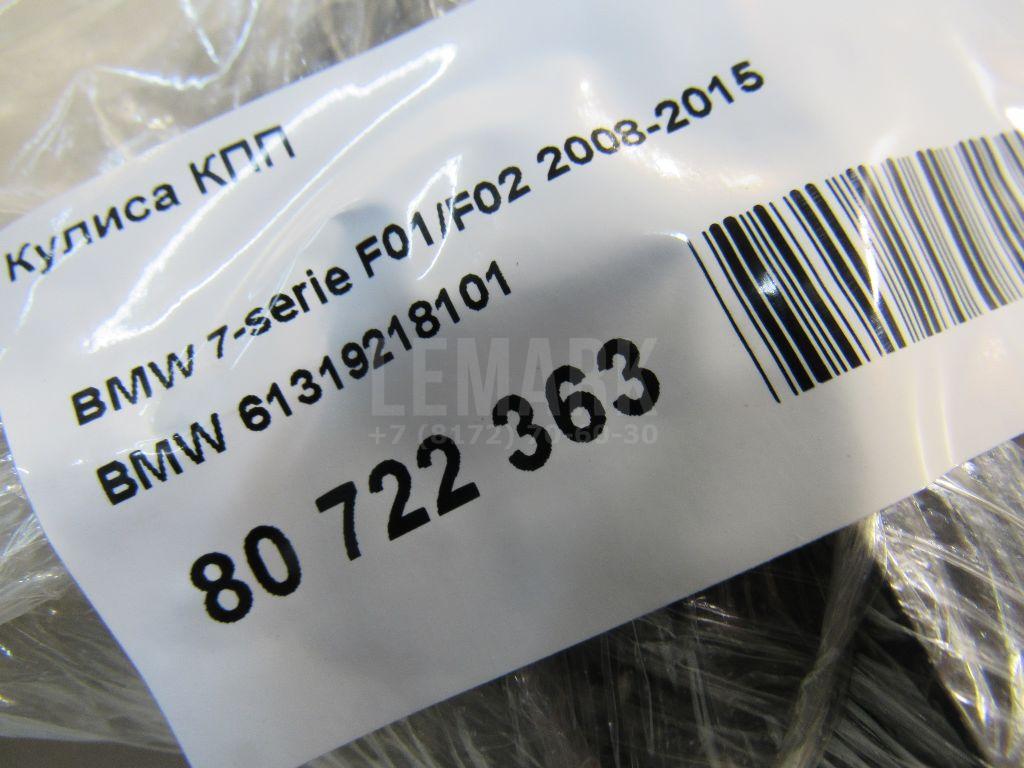 Кулиса КПП
BMW 7-serie F01/F02 2008-2015
BMW 61319218101
80 722 363
LEMARK